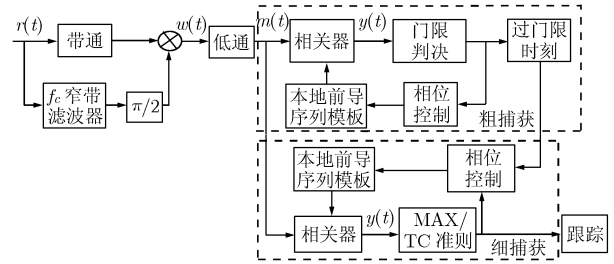 r(t)
带通
w(t)
低通
m(t)
相关器
y(t)
门限
判决
过门限
时刻
f_c 窄带
滤波器
π/2
本地前导
序列模板
相位
控制
粗捕获
本地前导
序列模板
相位
控制
相关器
y(t)
MAX/
TC 准则
细捕获
跟踪